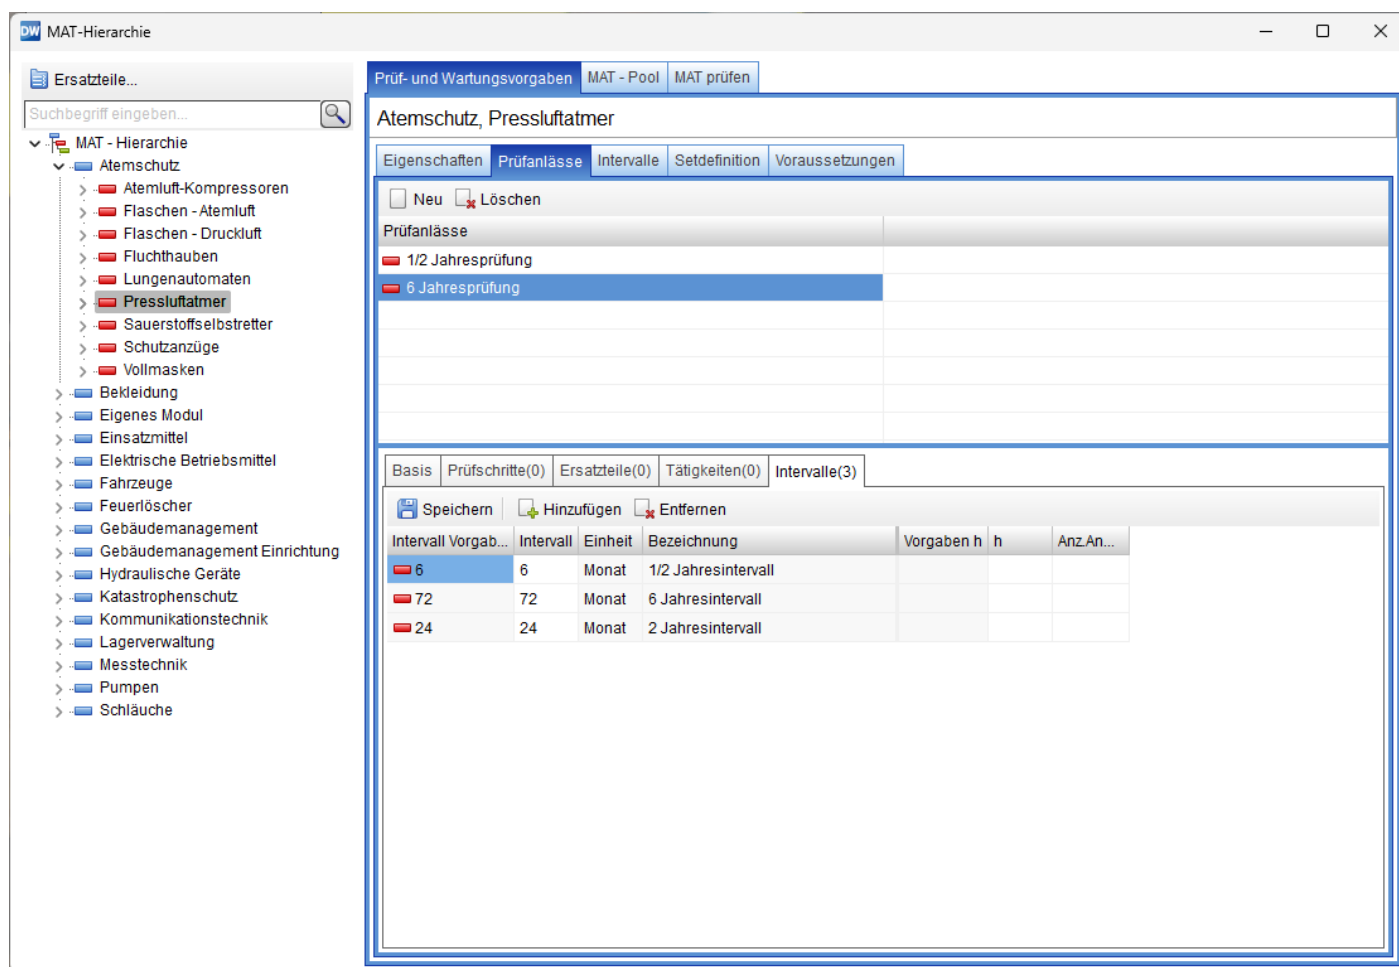 DW MAT-Hierarchie
Ersatzteile...
Suchbegriff eingeben...
MAT - Hierarchie
Atemschutz
Atemluft-Kompressoren
Flaschen - Atemluft
Flaschen - Druckluft
Fluchthauben
Lungenautomaten
Pressluftatmer
Sauerstoffselbstretter
Schutzanzüge
Vollmasken
Bekleidung
Eigenes Modul
Einsatzmittel
Elektrische Betriebsmittel
Fahrzeuge
Feuerlöscher
Gebäudemanagement
Gebäudemanagement Einrichtung
Hydraulische Geräte
Katastrophenschutz
Kommunikationstechnik
Lagerverwaltung
Messtechnik
Pumpen
Schläuche
Prüf- und Wartungsvorgaben MAT - Pool MAT prüfen
Atemschutz, Pressluftatmer
Eigenschaften Prüfanlässe Intervalle Setdefinition Voraussetzungen
Neu Löschen
Prüfanlässe
1/2 Jahresprüfung
6 Jahresprüfung
Basis Prüfschritte(0) Ersatzteile(0) Tätigkeiten(0) Intervalle(3)
Speichern Hinzufügen Entfernen
Intervall Vorgab... Intervall Einheit Bezeichnung Vorgaben h h Anz.An...
6 6 Monat 1/2 Jahresintervall
72 72 Monat 6 Jahresintervall
24 24 Monat 2 Jahresintervall